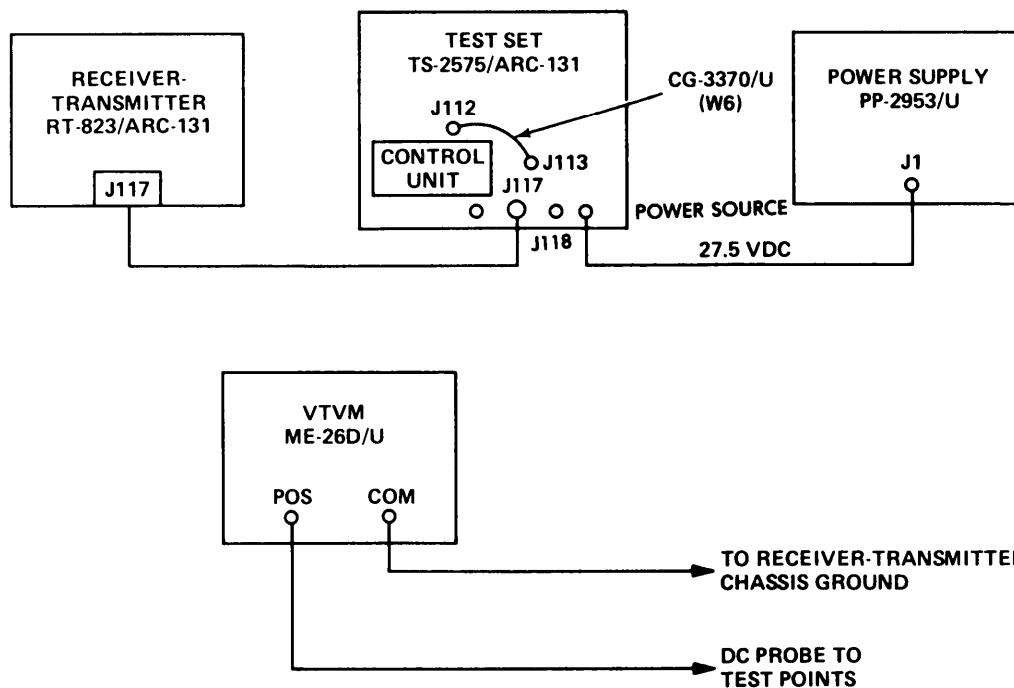 RECEIVER-
TRANSMITTER
RT-823/ARC-131
J117
TEST SET
TS-2575/ARC-131
J112
CONTROL
UNIT
J113
J117
J118
CG-3370/U
(W6)
POWER SOURCE
27.5 VDC
POWER SUPPLY
PP-2953/U
J1
VTVM
ME-26D/U
POS
COM
TO RECEIVER-TRANSMITTER
CHASSIS GROUND
DC PROBE TO
TEST POINTS